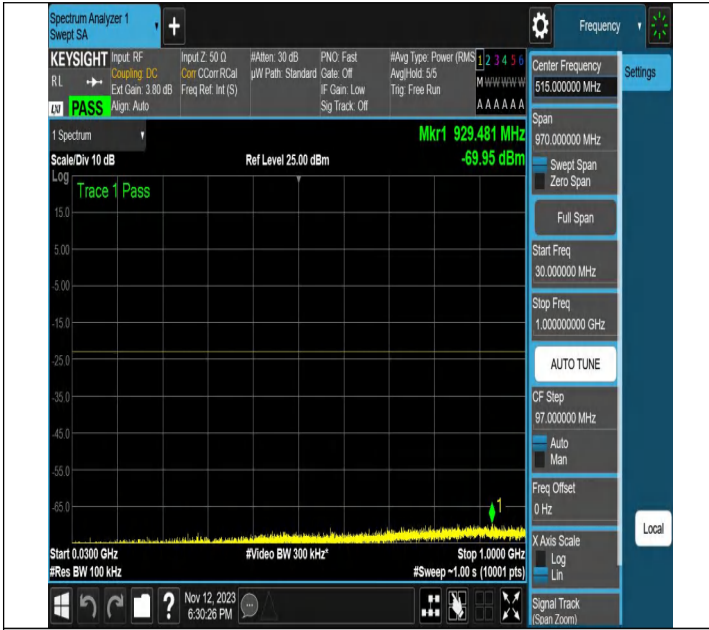 Spectrum Analyzer 1
Swept SA
+
Frequency
KEYSIGHT
R L
LXI
PASS
Input: RF
Coupling: DC
Ext Gain: 3.80 dB
Align: Auto
Input Z: 50 Ω
Corr CCorr RCal
Freq Ref: Int (S)
#Atten: 30 dB
µW Path: Standard
PNO: Fast
Gate: Off
IF Gain: Low
Sig Track: Off
#Avg Type: Power (RMS
Avg|Hold: 5/5
Trig: Free Run
1 2 3 4 5 6
M W W W W W
A A A A A A
1 Spectrum
Mkr1 929.481 MHz
Scale/Div 10 dB
Ref Level 25.00 dBm
-69.95 dBm
Log
Trace 1 Pass
15.0
5.00
-5.00
-15.0
-25.0
-35.0
-45.0
-55.0
-65.0
1
Start 0.0300 GHz
#Video BW 300 kHz*
Stop 1.0000 GHz
#Res BW 100 kHz
#Sweep ~1.00 s (10001 pts)
Nov 12, 2023
6:30:26 PM
?
Center Frequency
515.000000 MHz
Settings
Span
970.000000 MHz
Swept Span
Zero Span
Full Span
Start Freq
30.000000 MHz
Stop Freq
1.000000000 GHz
AUTO TUNE
CF Step
97.000000 MHz
Auto
Man
Freq Offset
0 Hz
Local
X Axis Scale
Log
Lin
Signal Track
(Span Zoom)